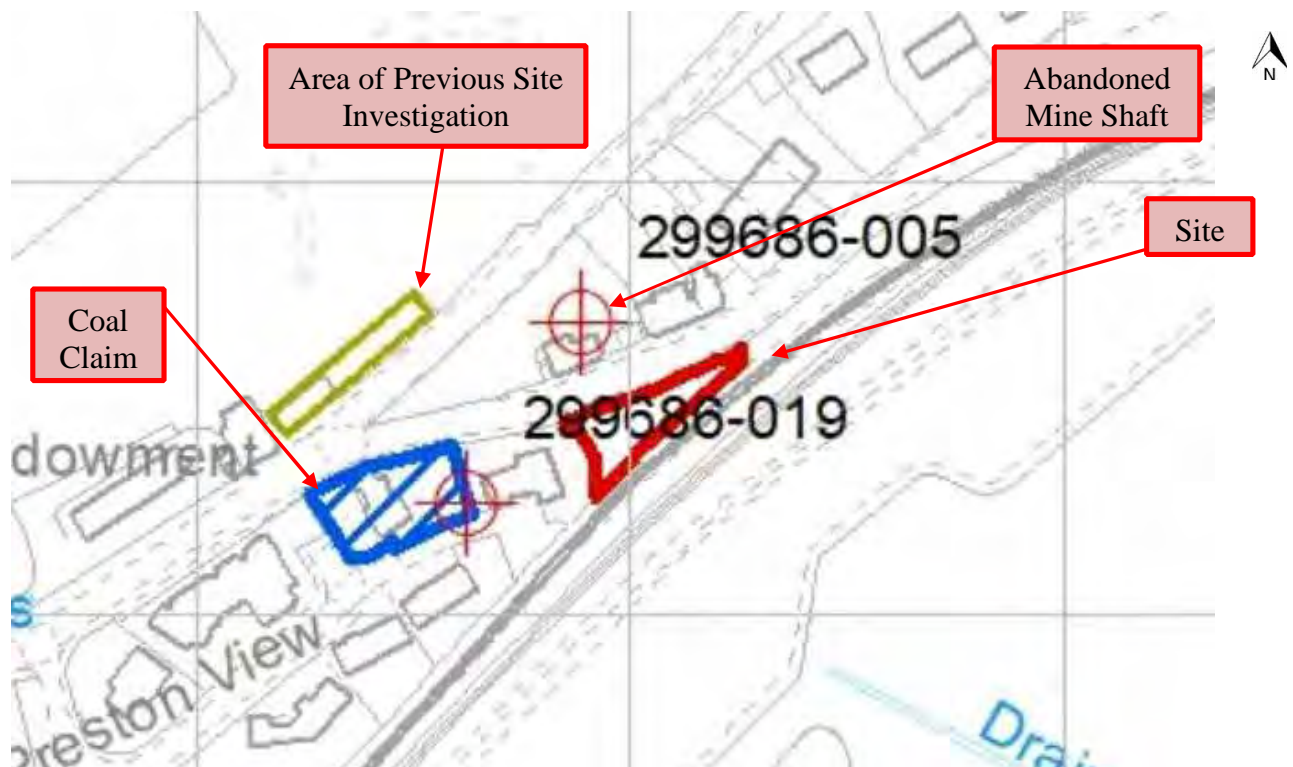 Area of Previous Site
Investigation
Abandoned
Mine Shaft
N
299686-005
Site
Coal
Claim
299686-019
dowment
s
Preston View
Drai